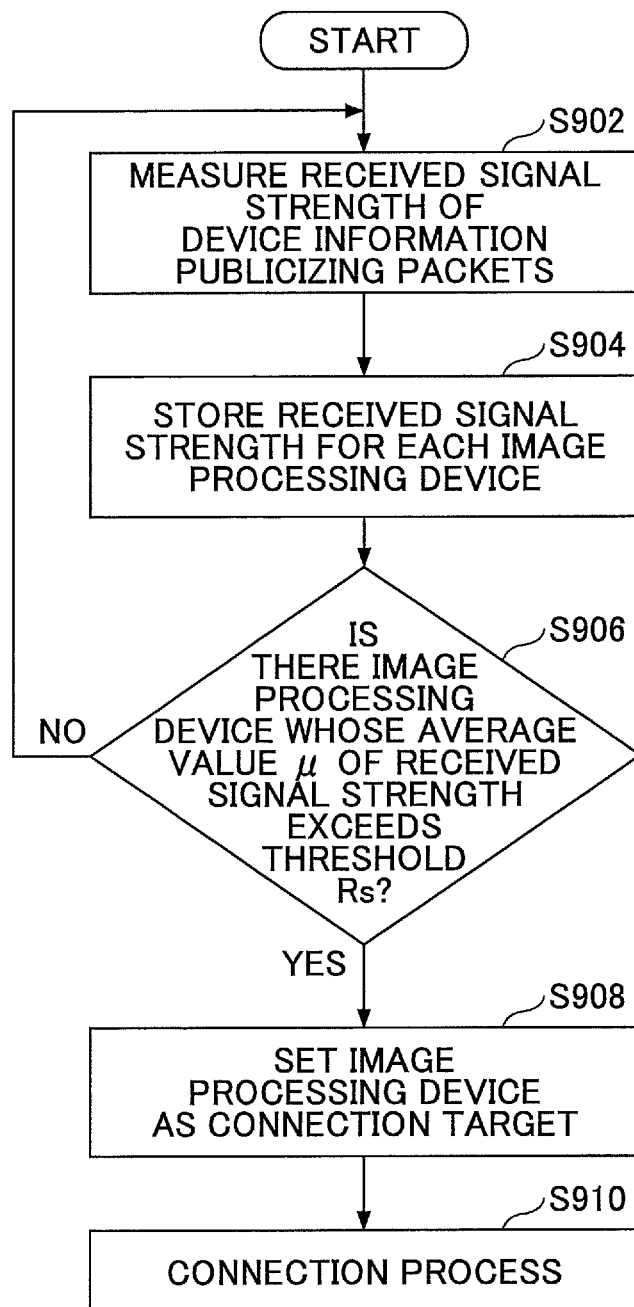 START
S902
MEASURE RECEIVED SIGNAL
STRENGTH OF
DEVICE INFORMATION
PUBLICIZING PACKETS
S904
STORE RECEIVED SIGNAL
STRENGTH FOR EACH IMAGE
PROCESSING DEVICE
S906
IS
THERE IMAGE
PROCESSING
DEVICE WHOSE AVERAGE
VALUE μ OF RECEIVED
SIGNAL STRENGTH
EXCEEDS
THRESHOLD
Rs?
NO
YES
S908
SET IMAGE
PROCESSING DEVICE
AS CONNECTION TARGET
S910
CONNECTION PROCESS